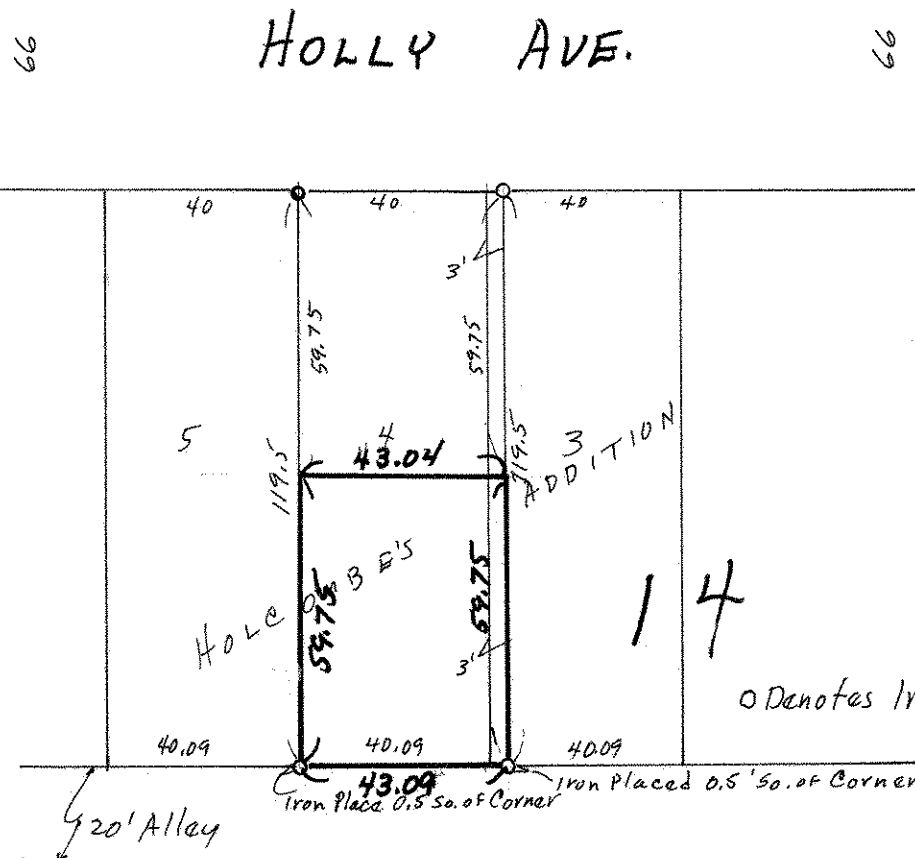 66 HOLLY AVE. 66
40 40 40
3'
59.75 59.75
5 4 3
43.04
119.5 119.5
ADDITION
HOLCOMBE'S
59.75 59.75
14
3'
O Denotes Ir
40.09 40.09 40.09
43.09
Iron Place 0.5 So. of Corner Iron Placed 0.5' So. of Corner
20' Alley